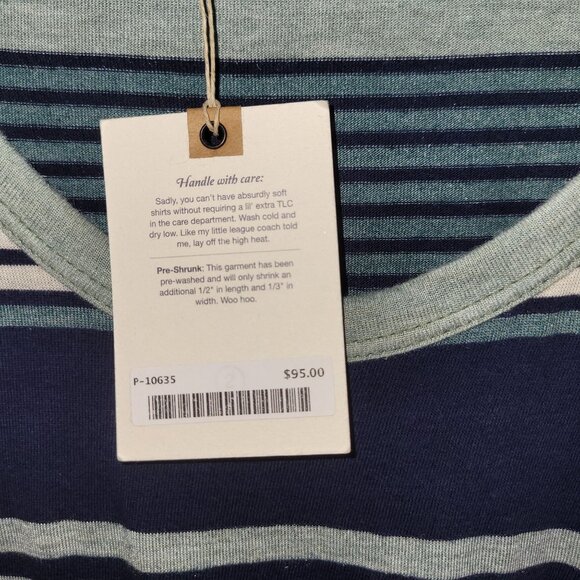 Handle with care:
Sadly, you can't have absurdly soft
shirts without requiring a lil' extra TLC
in the care department. Wash cold and
dry low. Like my little league coach told
me, lay off the high heat.
Pre-Shrunk: This garment has been
pre-washed and will only shrink an
additional 1/2" in length and 1/3" in
width. Woo hoo.
P-10635 $95.00